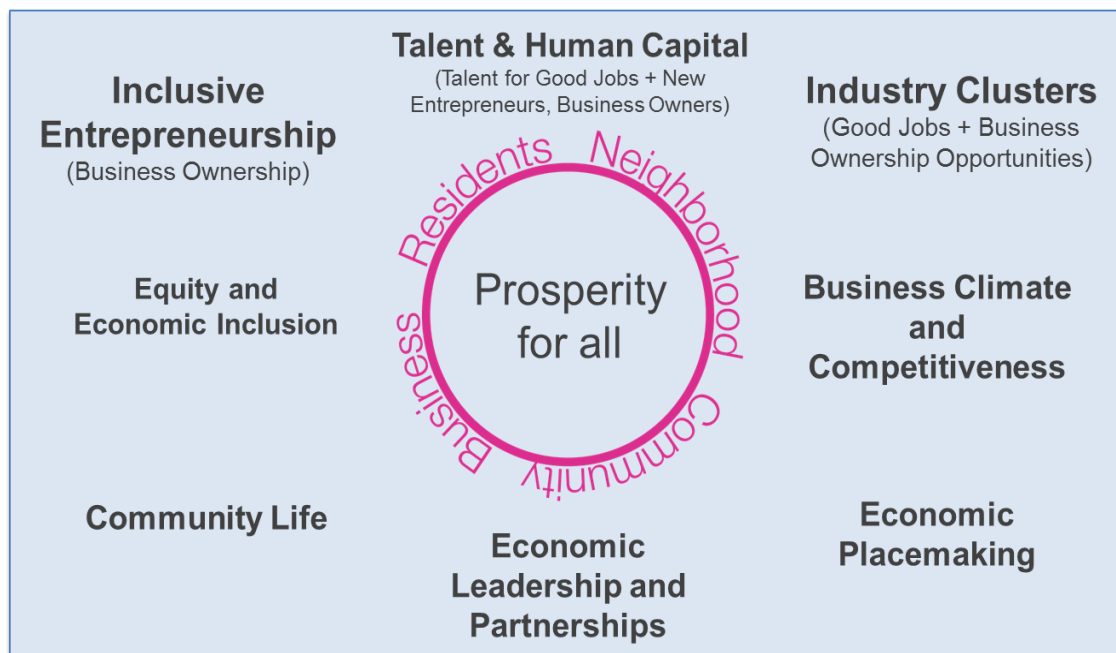 Talent & Human Capital
(Talent for Good Jobs + New
Entrepreneurs, Business Owners)
Inclusive
Entrepreneurship
(Business Ownership)
Industry Clusters
(Good Jobs + Business
Ownership Opportunities)
Residents
Neighborhood
Community
Business
Prosperity
for all
Equity and
Economic Inclusion
Business Climate
and
Competitiveness
Community Life
Economic
Leadership and
Partnerships
Economic
Placemaking